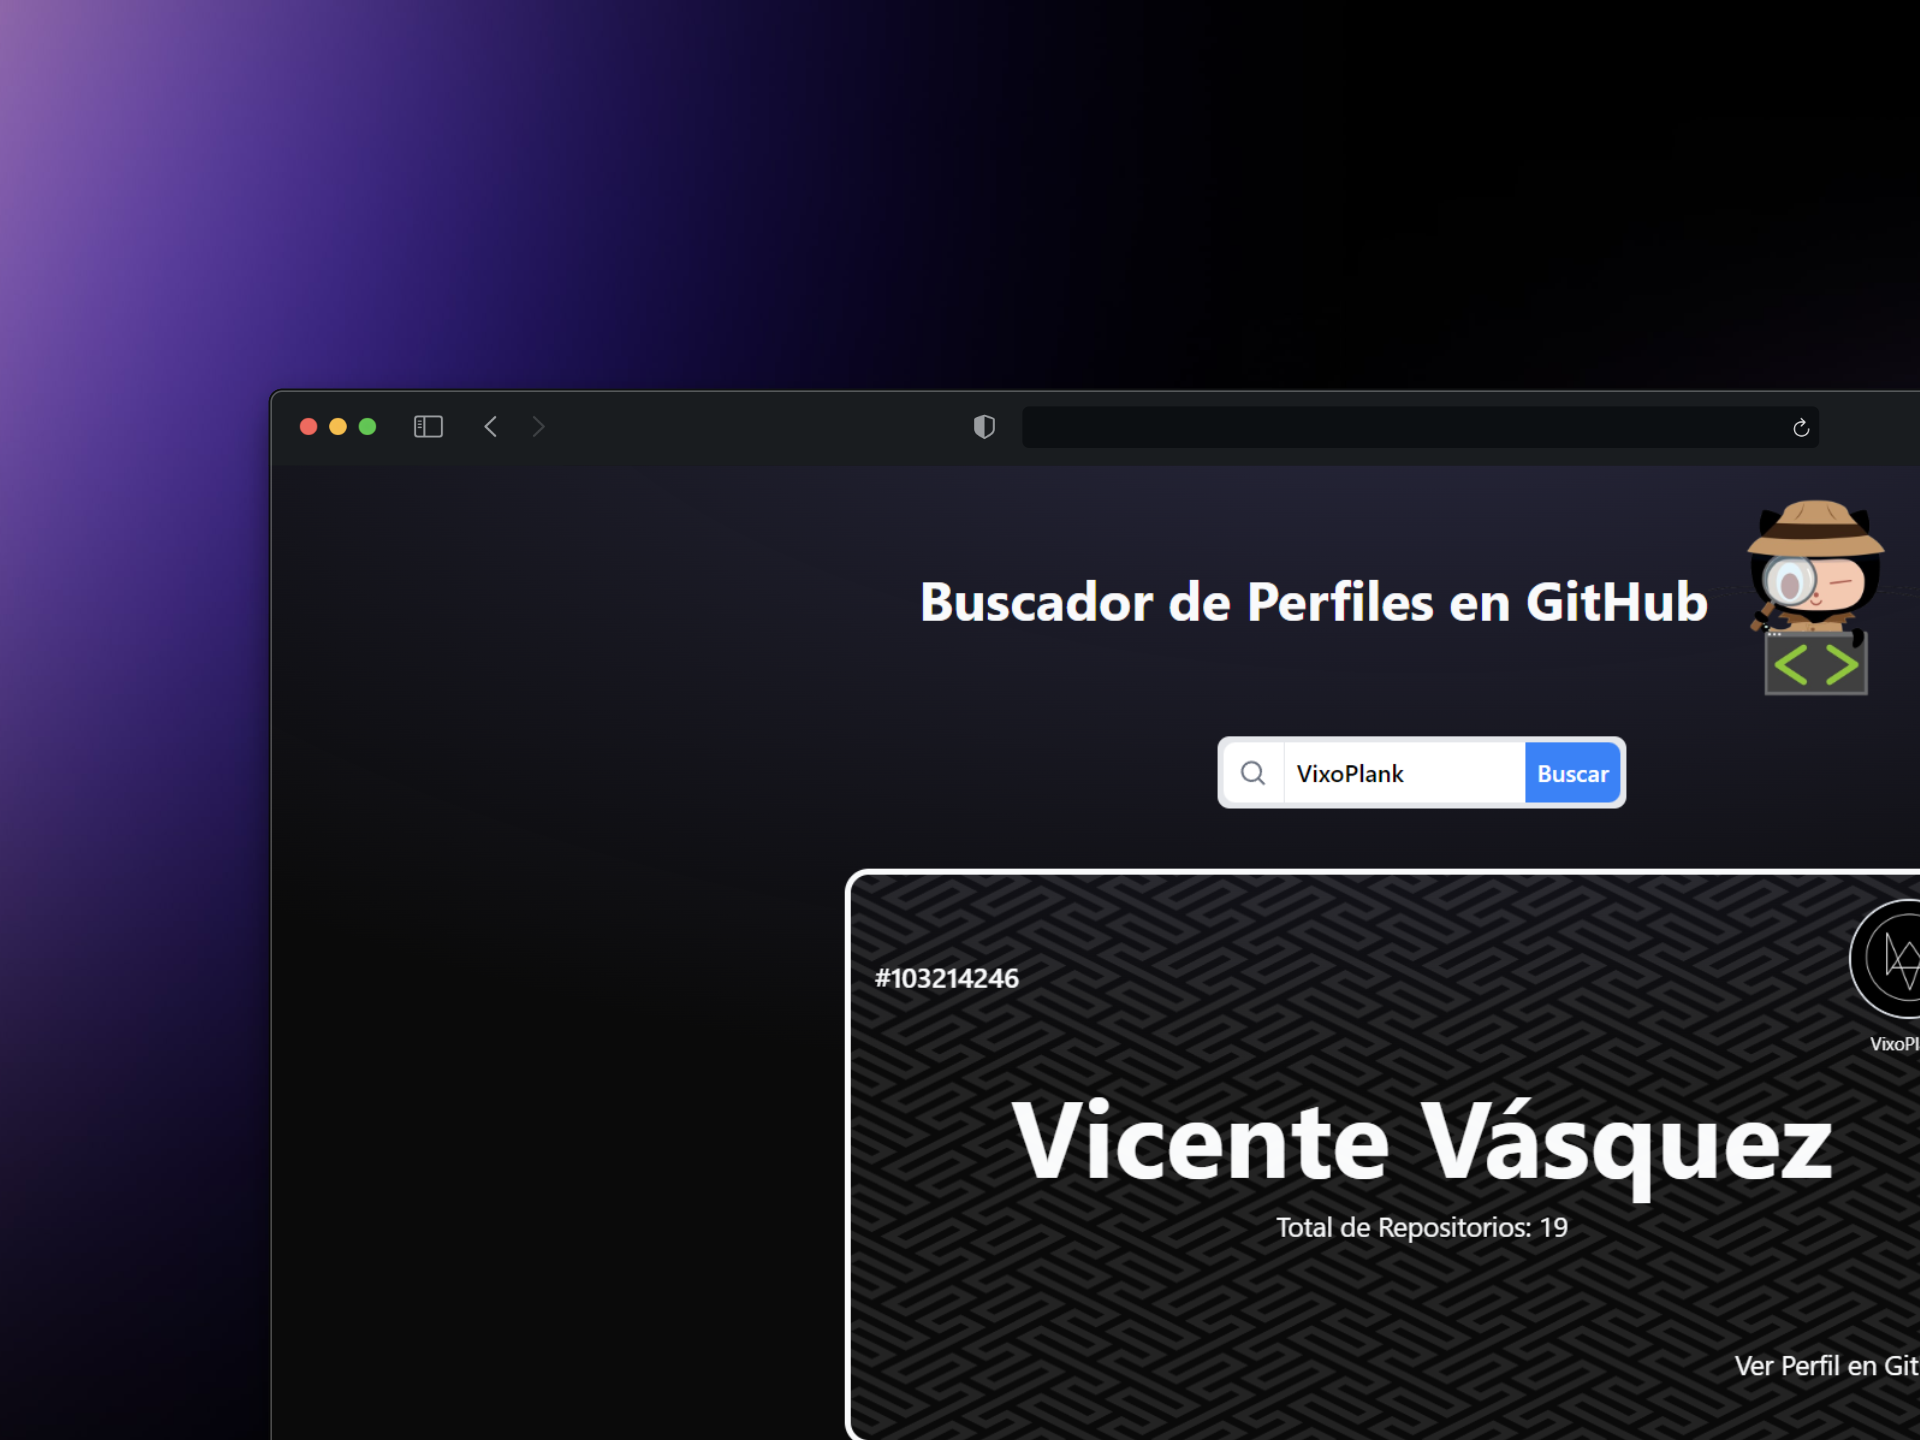 Buscador de Perfiles en GitHub
< >
VixoPlank
Buscar
#103214246
VixoPl
Vicente Vásquez
Total de Repositorios: 19
Ver Perfil en Git